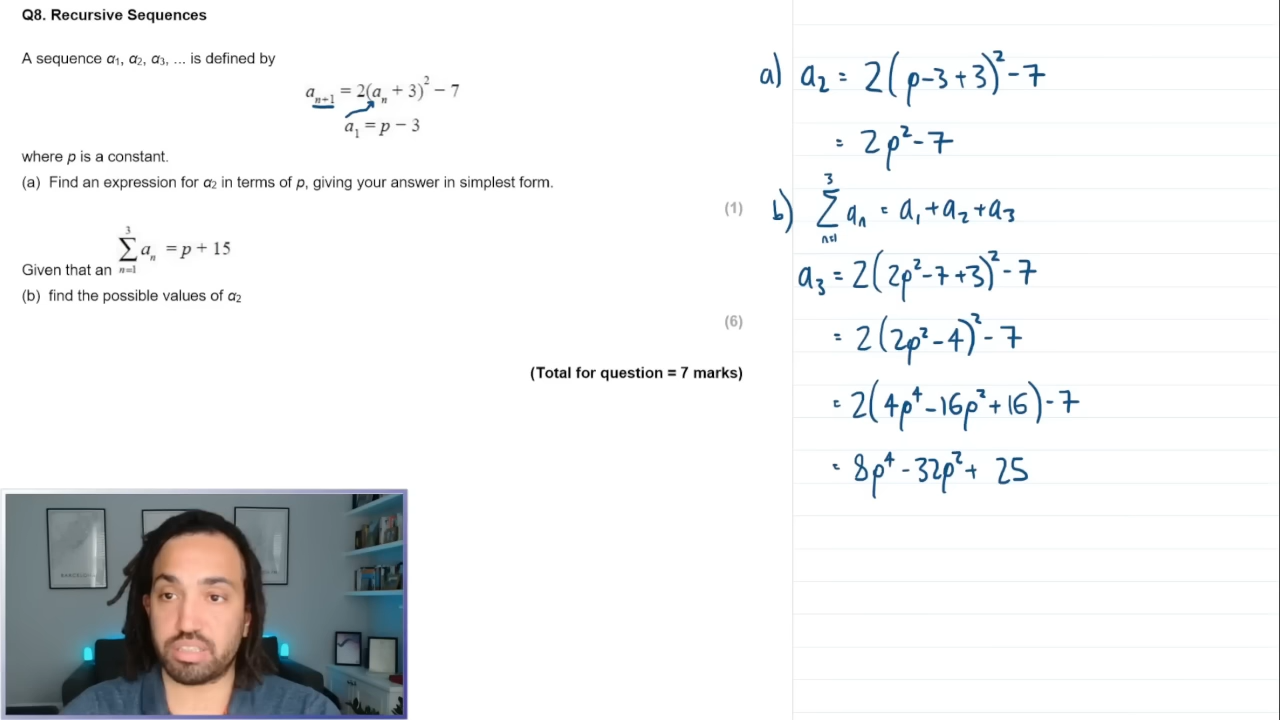 Q8. Recursive Sequences
A sequence a₁, a₂, a₃, ... is defined by
aₙ₊₁ = 2(aₙ + 3)² − 7
a₁ = p − 3
where p is a constant.
(a) Find an expression for a₂ in terms of p, giving your answer in simplest form.
(1)
Given that an ∑ₙ₌₁³ aₙ = p + 15
(b) find the possible values of a₂
(6)
(Total for question = 7 marks)
BARCELONA
a) a₂ = 2(p−3+3)²−7
= 2p²−7
b) ∑ₙ₌₁³ aₙ = a₁+a₂+a₃
a₃ = 2(2p²−7+3)²−7
= 2(2p²−4)²−7
= 2(4p⁴−16p²+16)−7
= 8p⁴−32p²+ 25